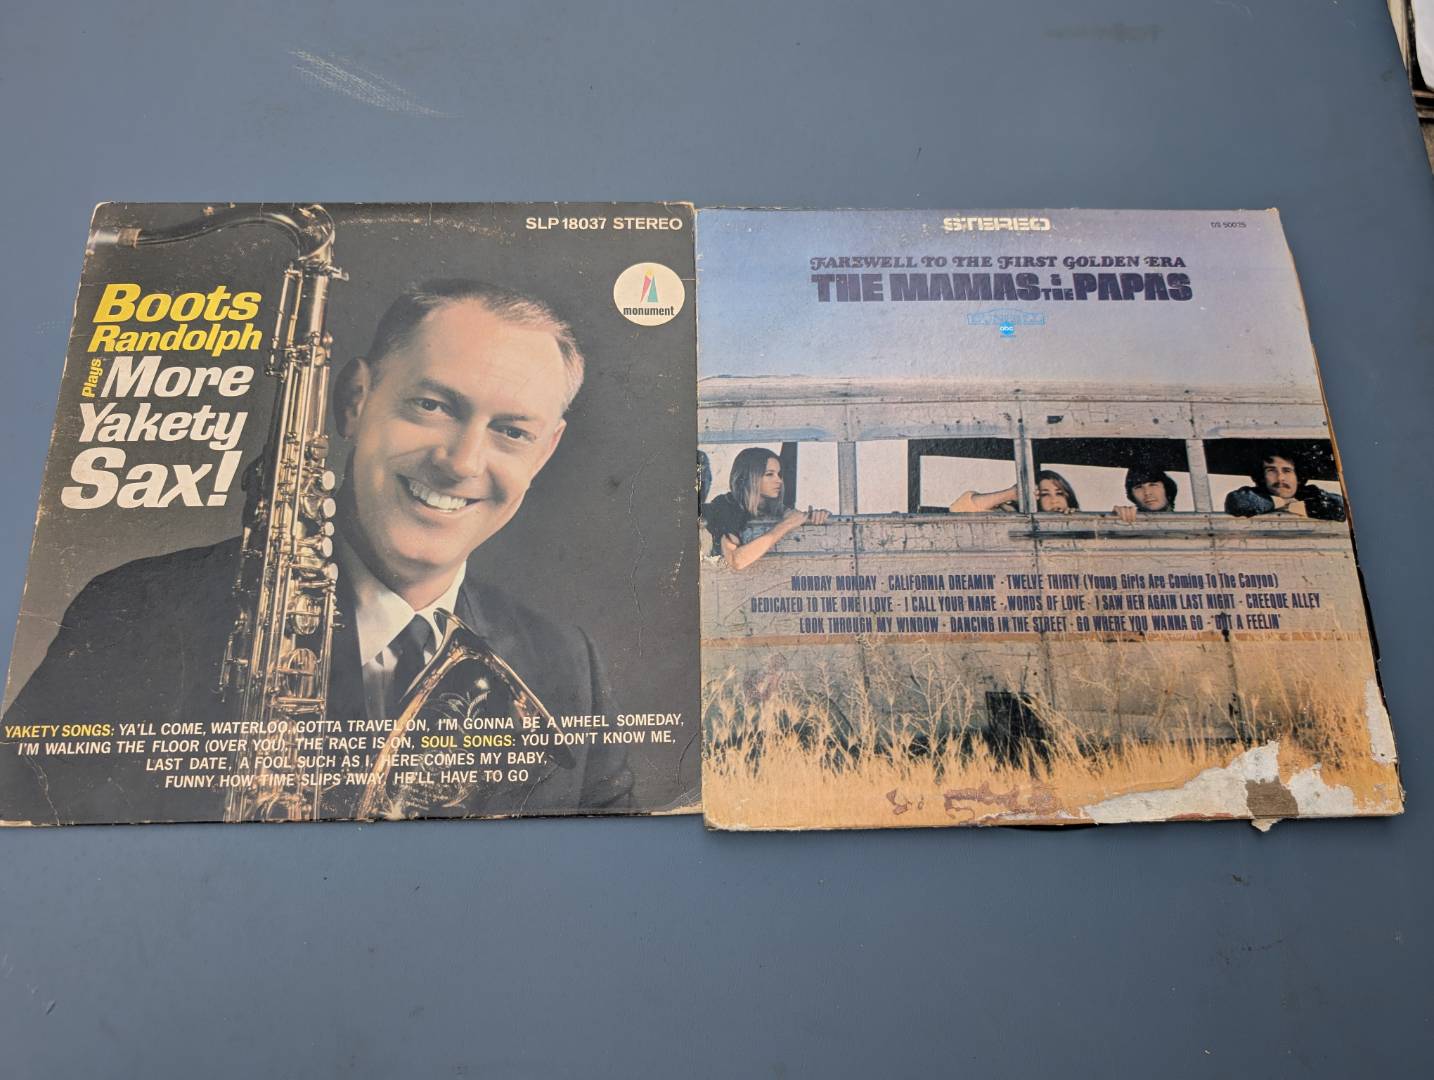 SLP 18037 STEREO
monument
Boots
Randolph
Plays More
Yakety
Sax!
YAKETY SONGS: YA'LL COME, WATERLOO, GOTTA TRAVEL ON, I'M GONNA BE A WHEEL SOMEDAY,
I'M WALKING THE FLOOR (OVER YOU), THE RACE IS ON, SOUL SONGS: YOU DON'T KNOW ME,
LAST DATE, A FOOL SUCH AS I, HERE COMES MY BABY,
FUNNY HOW TIME SLIPS AWAY, HE'LL HAVE TO GO
STEREO
DS 50025
FAREWELL TO THE FIRST GOLDEN ERA
THE MAMAS & THE PAPAS
DUNHILL
abc
MONDAY MONDAY · CALIFORNIA DREAMIN' · TWELVE THIRTY (Young Girls Are Coming To The Canyon)
DEDICATED TO THE ONE I LOVE · I CALL YOUR NAME · WORDS OF LOVE · I SAW HER AGAIN LAST NIGHT · CREEQUE ALLEY
LOOK THROUGH MY WINDOW · DANCING IN THE STREET · GO WHERE YOU WANNA GO · 'GOT A FEELIN'